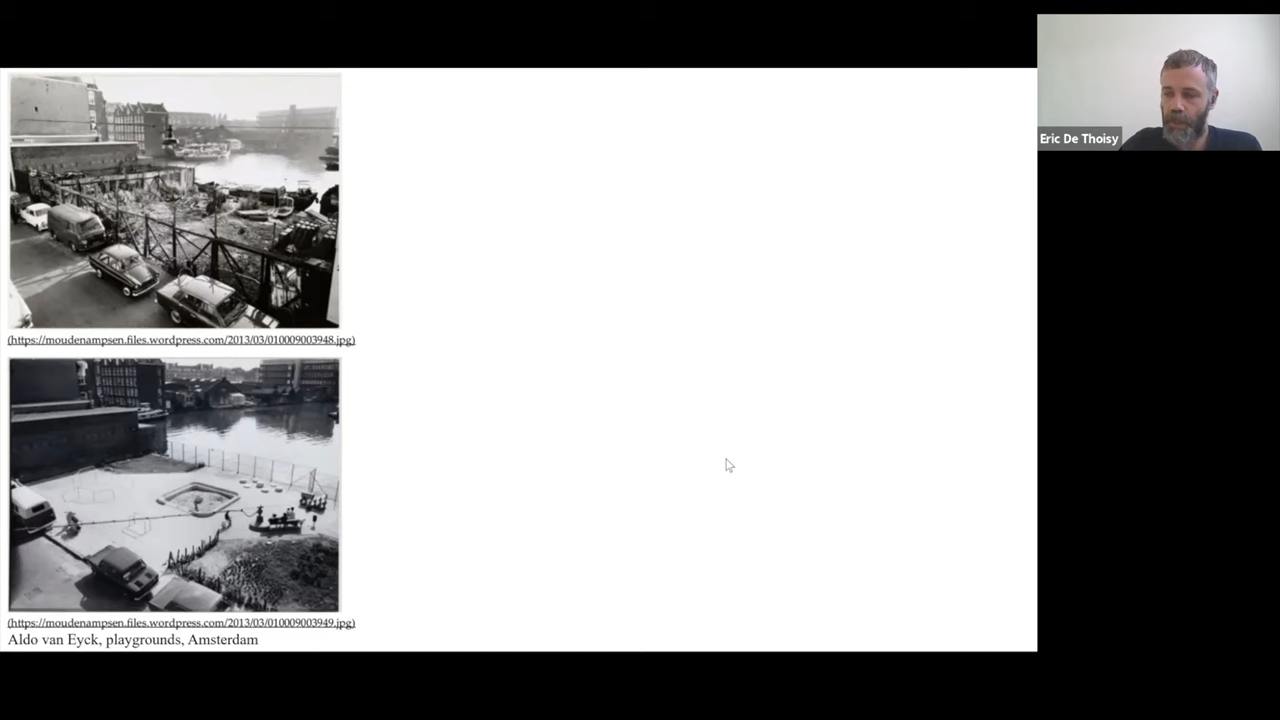 Eric De Thoisy
(https://moudenampsen.files.wordpress.com/2013/03/010009003948.jpg)
(https://moudenampsen.files.wordpress.com/2013/03/010009003949.jpg)
Aldo van Eyck, playgrounds, Amsterdam